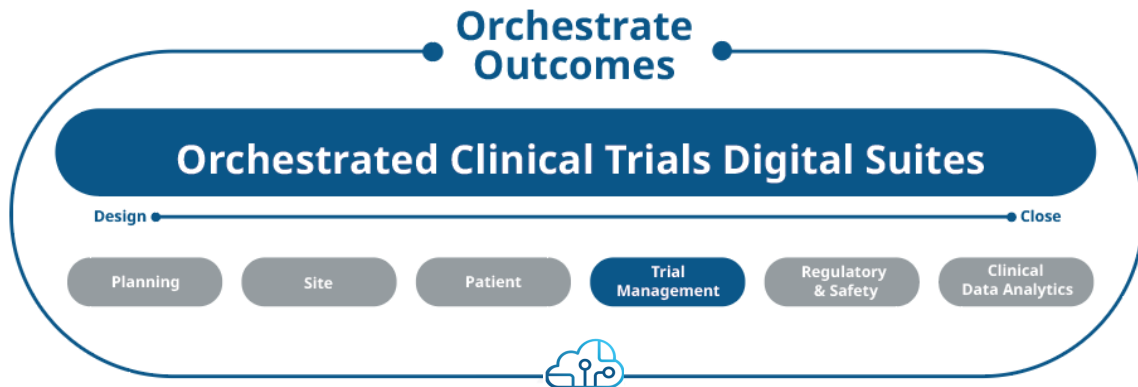 Orchestrate
Outcomes
Orchestrated Clinical Trials Digital Suites
Design
Close
Planning
Site
Patient
Trial
Management
Regulatory
& Safety
Clinical
Data Analytics